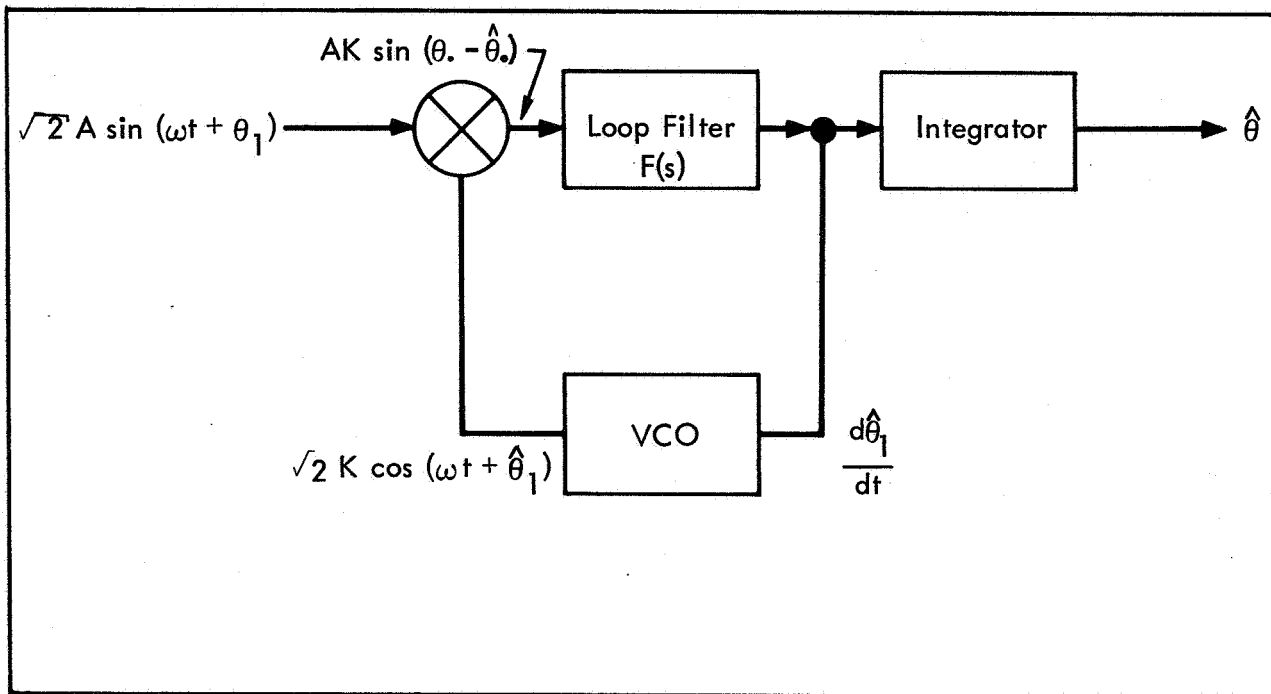 AK sin (θ. - θ̂.)
√2 A sin (ωt + θ₁)
Loop Filter
F(s)
Integrator
θ̂
VCO
√2 K cos (ωt + θ̂₁)
dθ̂₁
dt